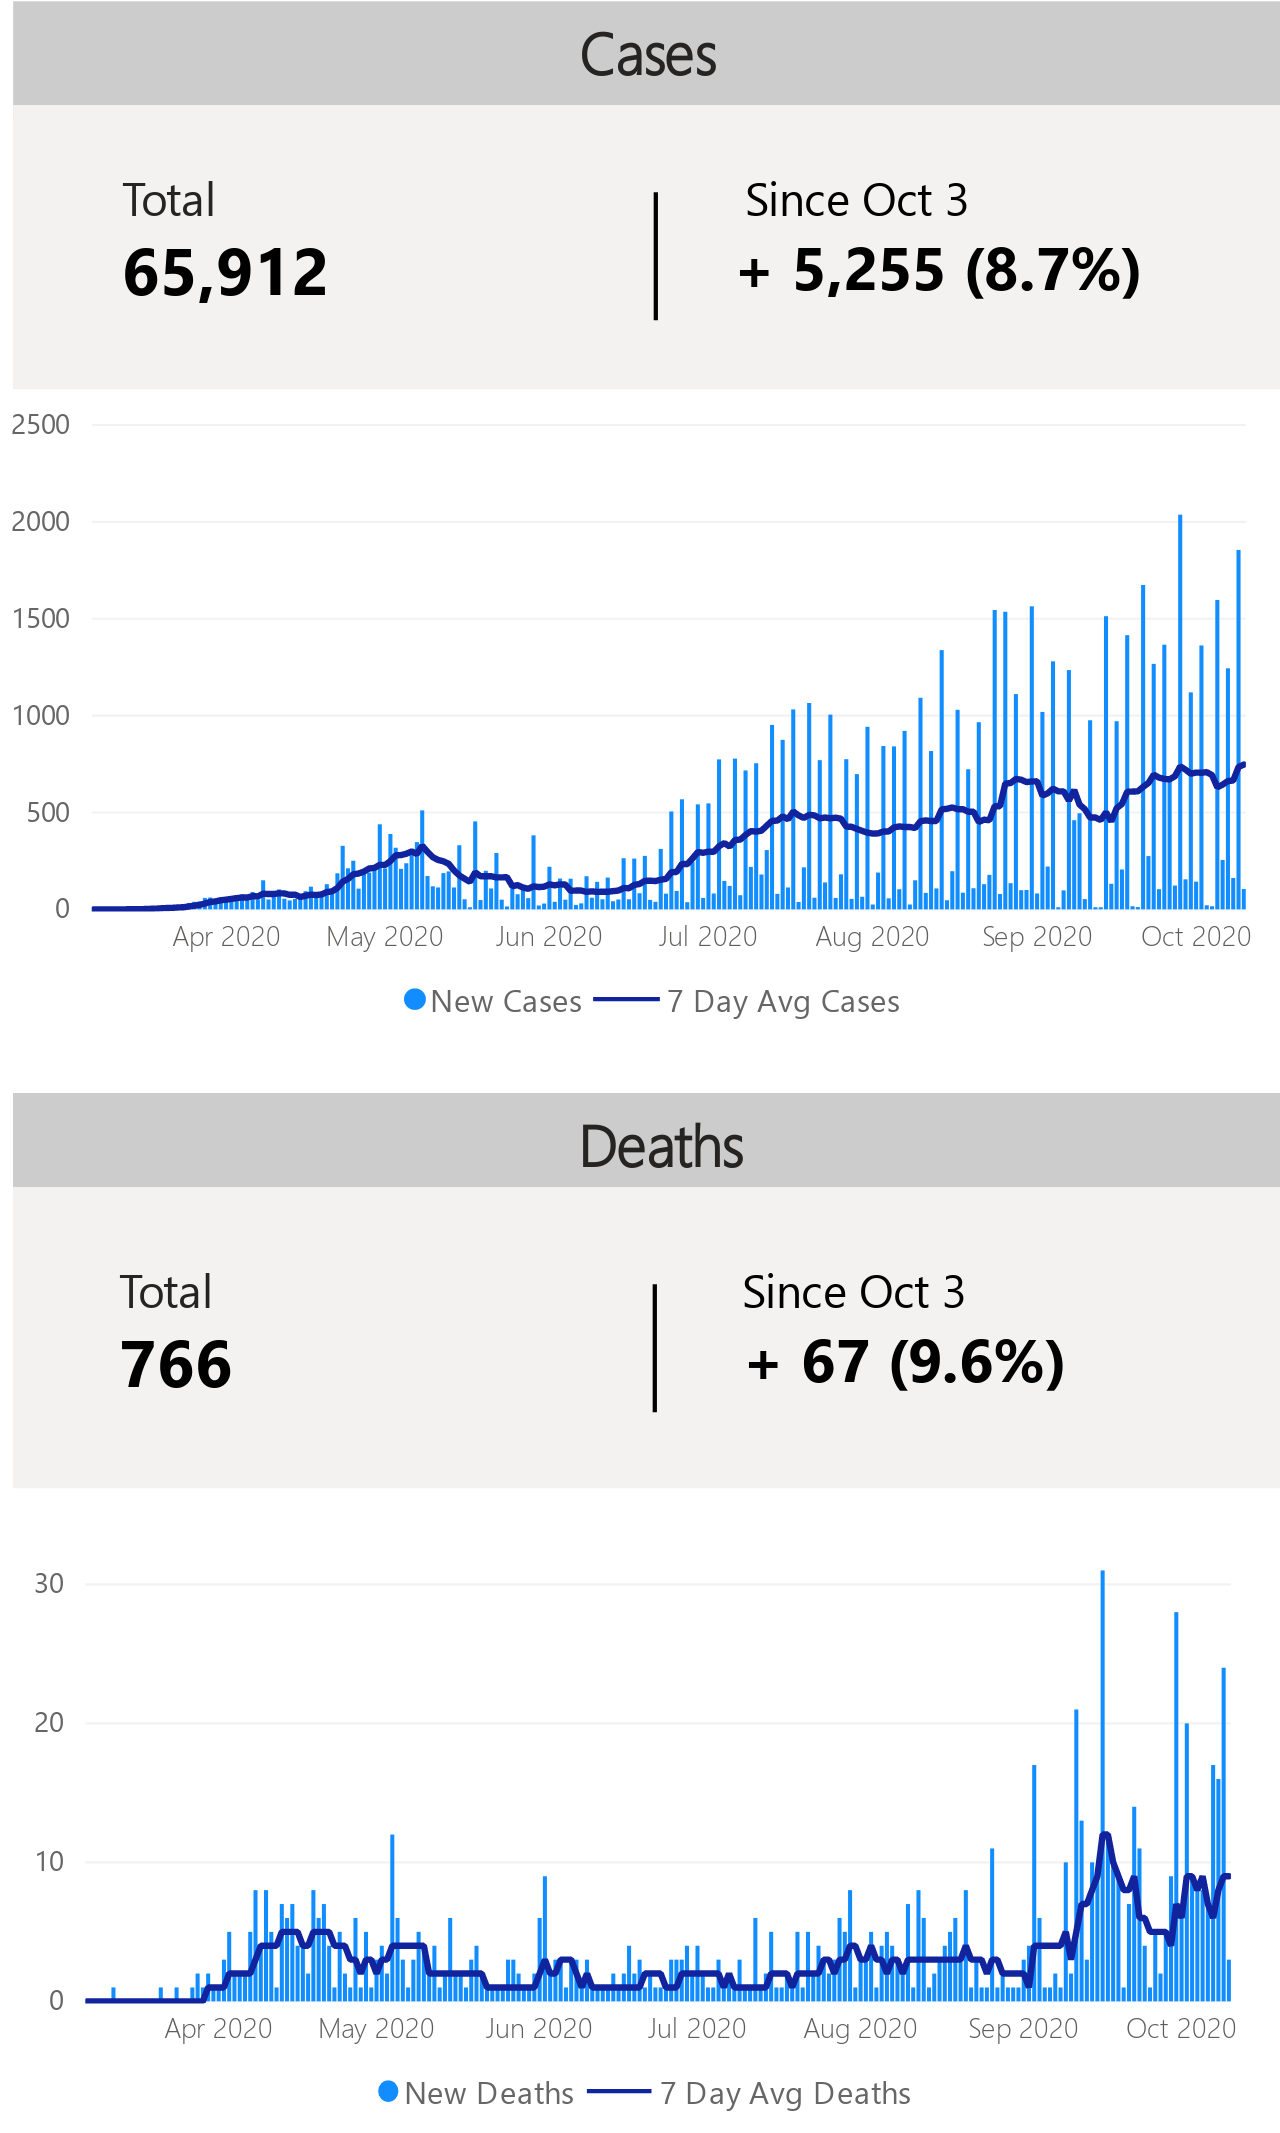 Cases
Total
Since Oct 3
65,912
+ 5,255 (8.7%)
2500
2000
1500
1000
500
0
Apr 2020 May 2020 Jun 2020 Jul 2020 Aug 2020 Sep 2020 Oct 2020
New Cases 7 Day Avg Cases
Deaths
Total
Since Oct 3
766
+ 67 (9.6%)
30
20
10
0
Apr 2020 May 2020 Jun 2020 Jul 2020 Aug 2020 Sep 2020 Oct 2020
New Deaths 7 Day Avg Deaths